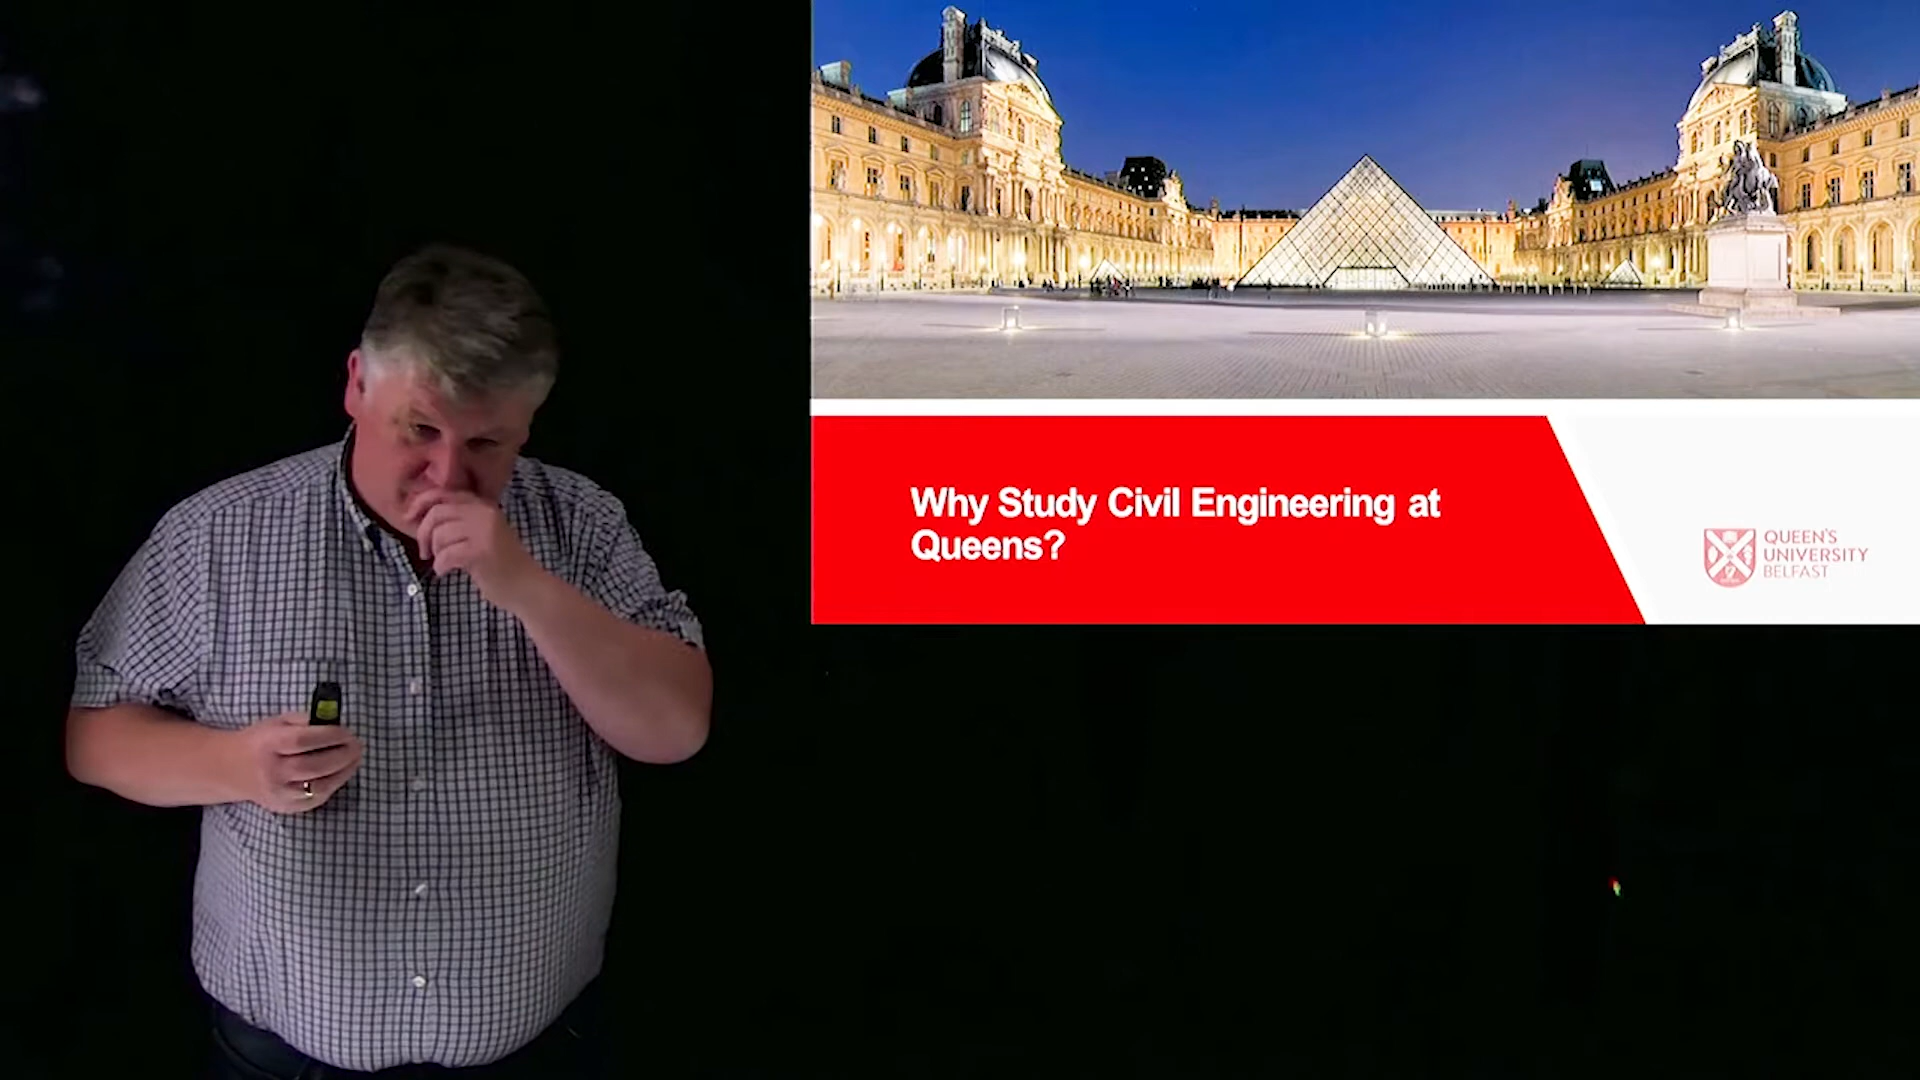 Why Study Civil Engineering at
Queens?
QUEEN'S
UNIVERSITY
BELFAST